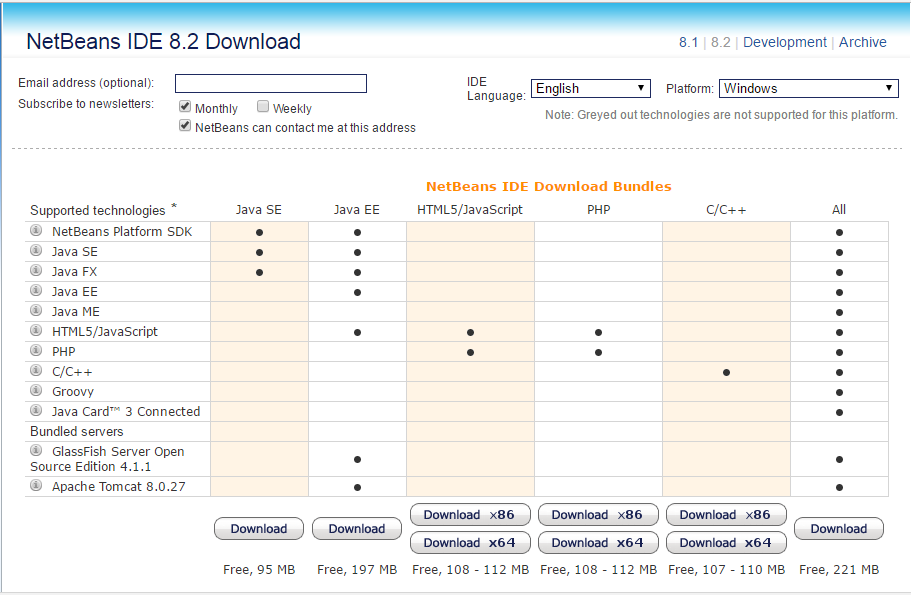 NetBeans IDE 8.2 Download
8.1 | 8.2 | Development | Archive
Email address (optional):
Subscribe to newsletters:
Monthly Weekly
NetBeans can contact me at this address
IDE
Language: English
Platform: Windows
Note: Greyed out technologies are not supported for this platform.
NetBeans IDE Download Bundles
Supported technologies * Java SE Java EE HTML5/JavaScript PHP C/C++ All
NetBeans Platform SDK
Java SE
Java FX
Java EE
Java ME
HTML5/JavaScript
PHP
C/C++
Groovy
Java Card™ 3 Connected
Bundled servers
GlassFish Server Open
Source Edition 4.1.1
Apache Tomcat 8.0.27
Download x86 Download x86 Download x86
Download Download Download
Download x64 Download x64 Download x64
Free, 95 MB Free, 197 MB Free, 108 - 112 MB Free, 108 - 112 MB Free, 107 - 110 MB Free, 221 MB